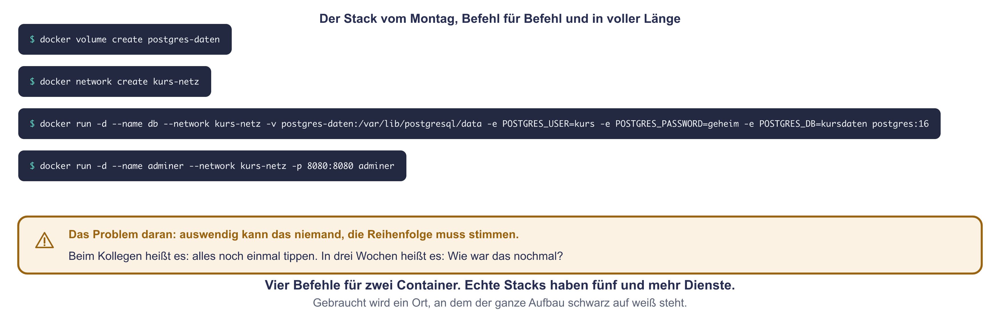 Der Stack vom Montag, Befehl für Befehl und in voller Länge
$ docker volume create postgres-daten
$ docker network create kurs-netz
$ docker run -d --name db --network kurs-netz -v postgres-daten:/var/lib/postgresql/data -e POSTGRES_USER=kurs -e POSTGRES_PASSWORD=geheim -e POSTGRES_DB=kursdaten postgres:16
$ docker run -d --name adminer --network kurs-netz -p 8080:8080 adminer
Das Problem daran: auswendig kann das niemand, die Reihenfolge muss stimmen.
Beim Kollegen heißt es: alles noch einmal tippen. In drei Wochen heißt es: Wie war das nochmal?
Vier Befehle für zwei Container. Echte Stacks haben fünf und mehr Dienste.
Gebraucht wird ein Ort, an dem der ganze Aufbau schwarz auf weiß steht.